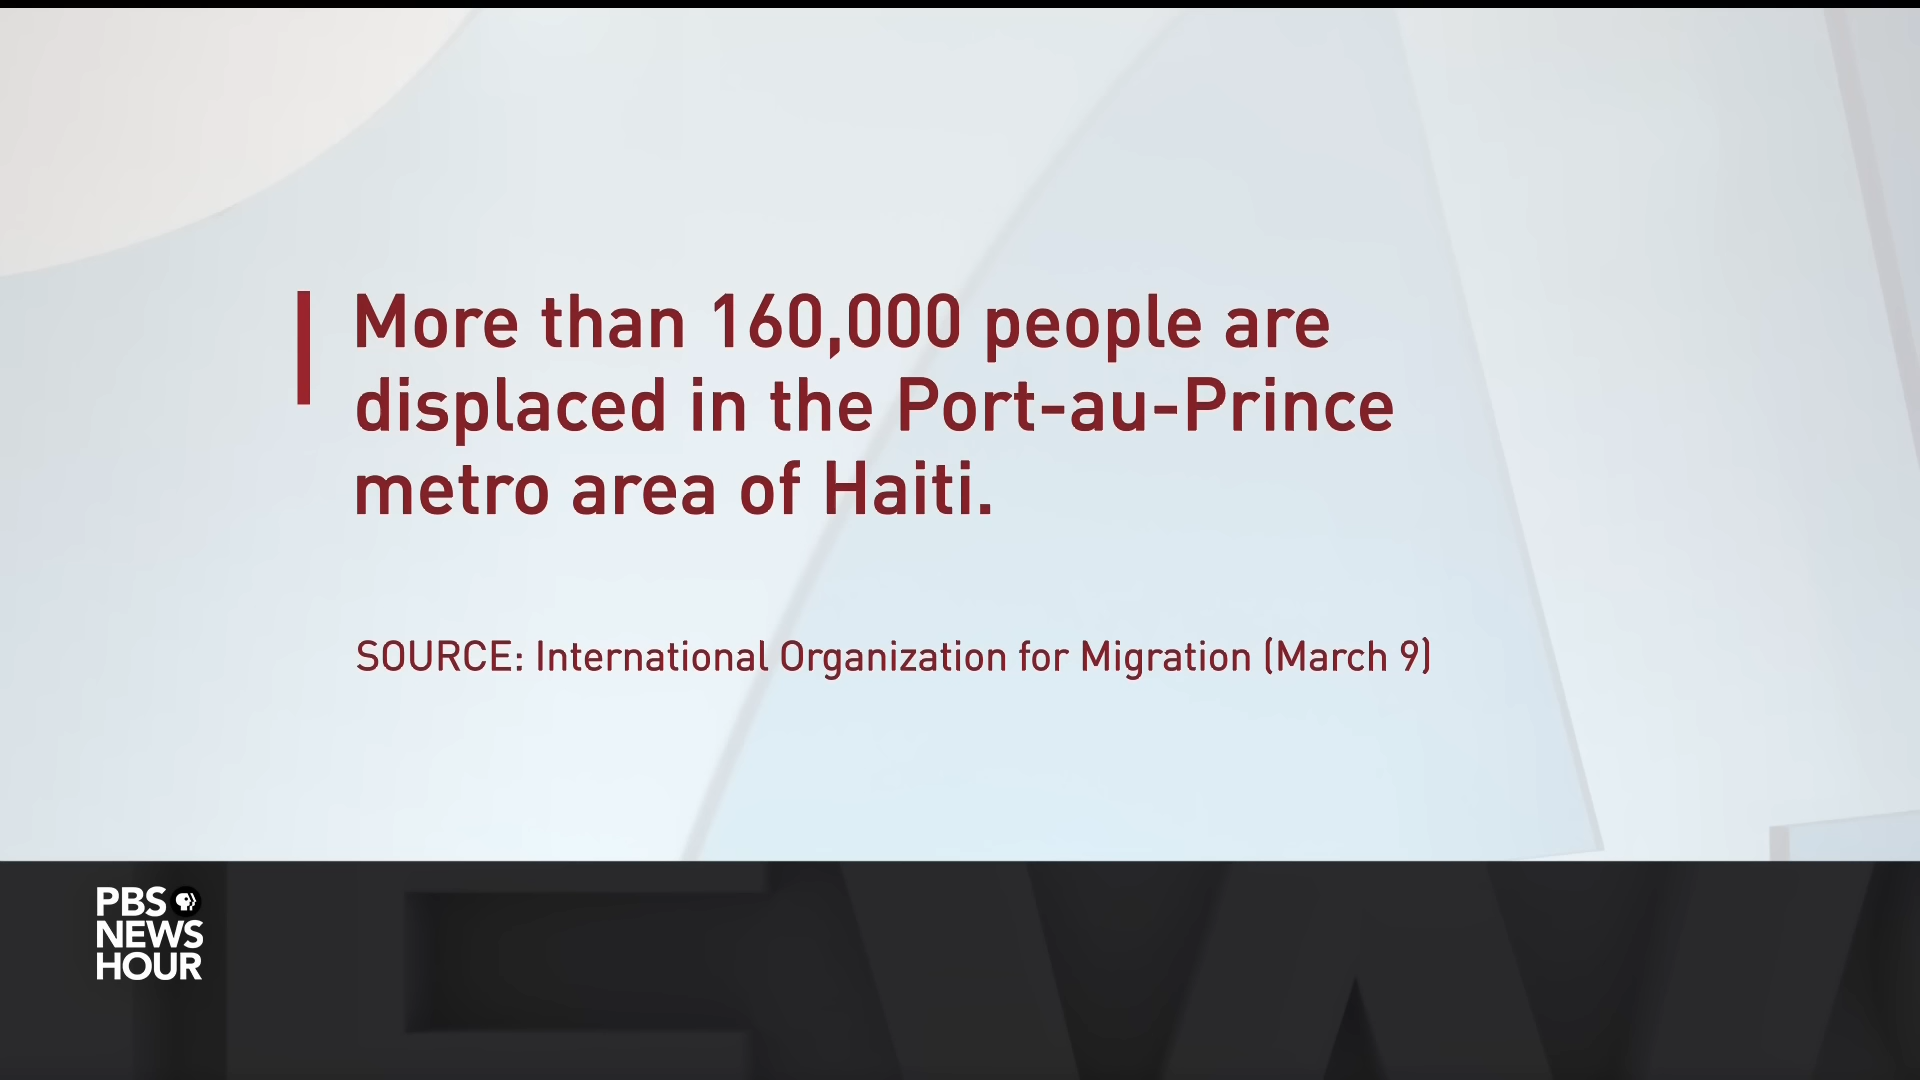 More than 160,000 people are
displaced in the Port-au-Prince
metro area of Haiti.
SOURCE: International Organization for Migration (March 9)
PBS
NEWS
HOUR